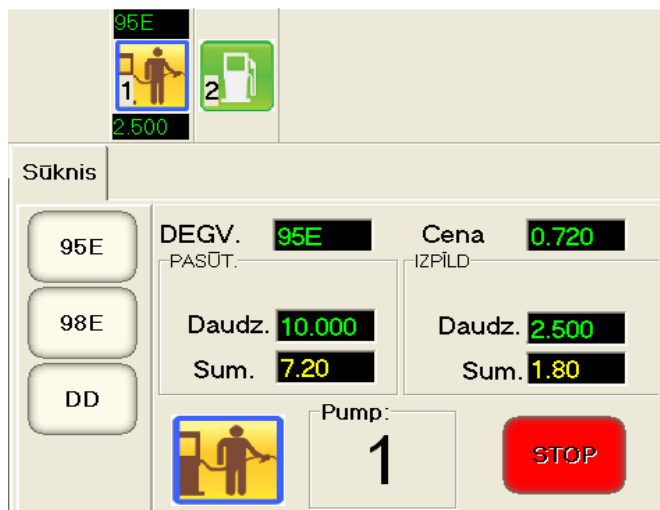 95E
1
2
2.500
Sūknis
95E
98E
DD
DEGV. 95E
Cena 0.720
PASŪT.
Daudz. 10.000
Sum. 7.20
IZPĪLD
Daudz. 2.500
Sum. 1.80
Pump:
1
STOP